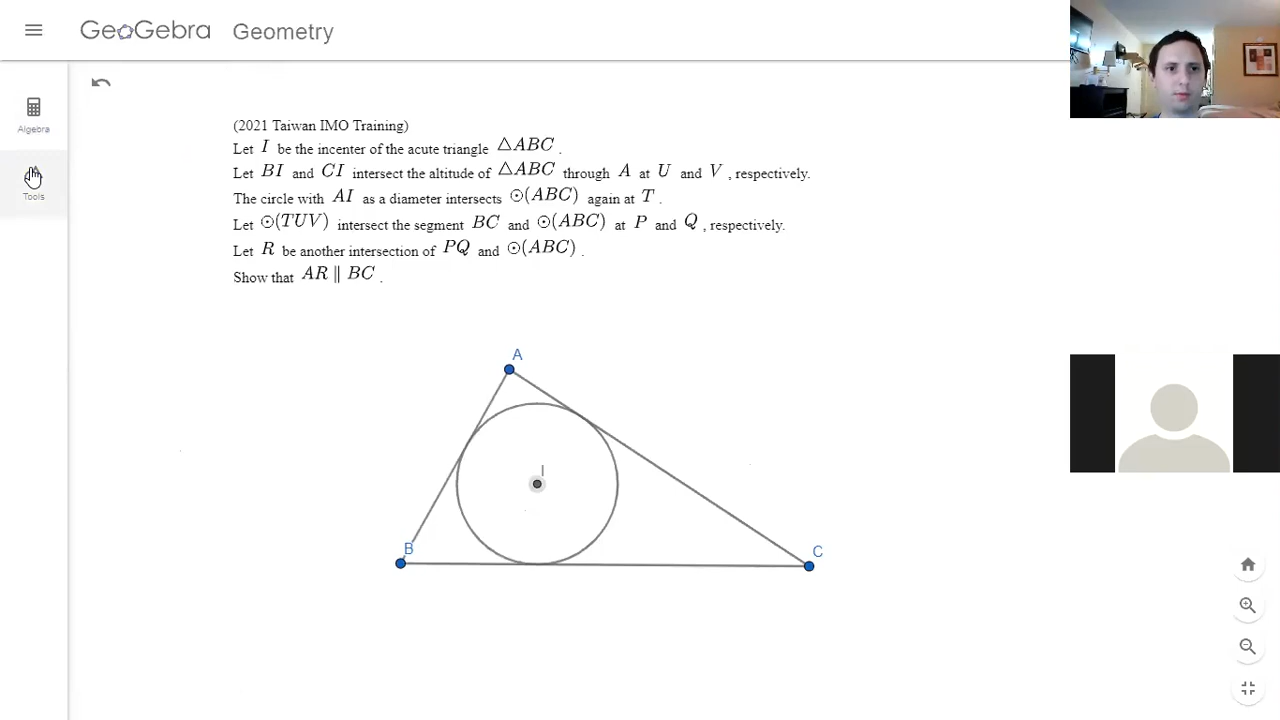 GeoGebra Geometry
Algebra
Tools
(2021 Taiwan IMO Training)
Let I be the incenter of the acute triangle △ABC .
Let BI and CI intersect the altitude of △ABC through A at U and V , respectively.
The circle with AI as a diameter intersects ⊙(ABC) again at T .
Let ⊙(TUV) intersect the segment BC and ⊙(ABC) at P and Q , respectively.
Let R be another intersection of PQ and ⊙(ABC) .
Show that AR ∥ BC .
A
I
B
C